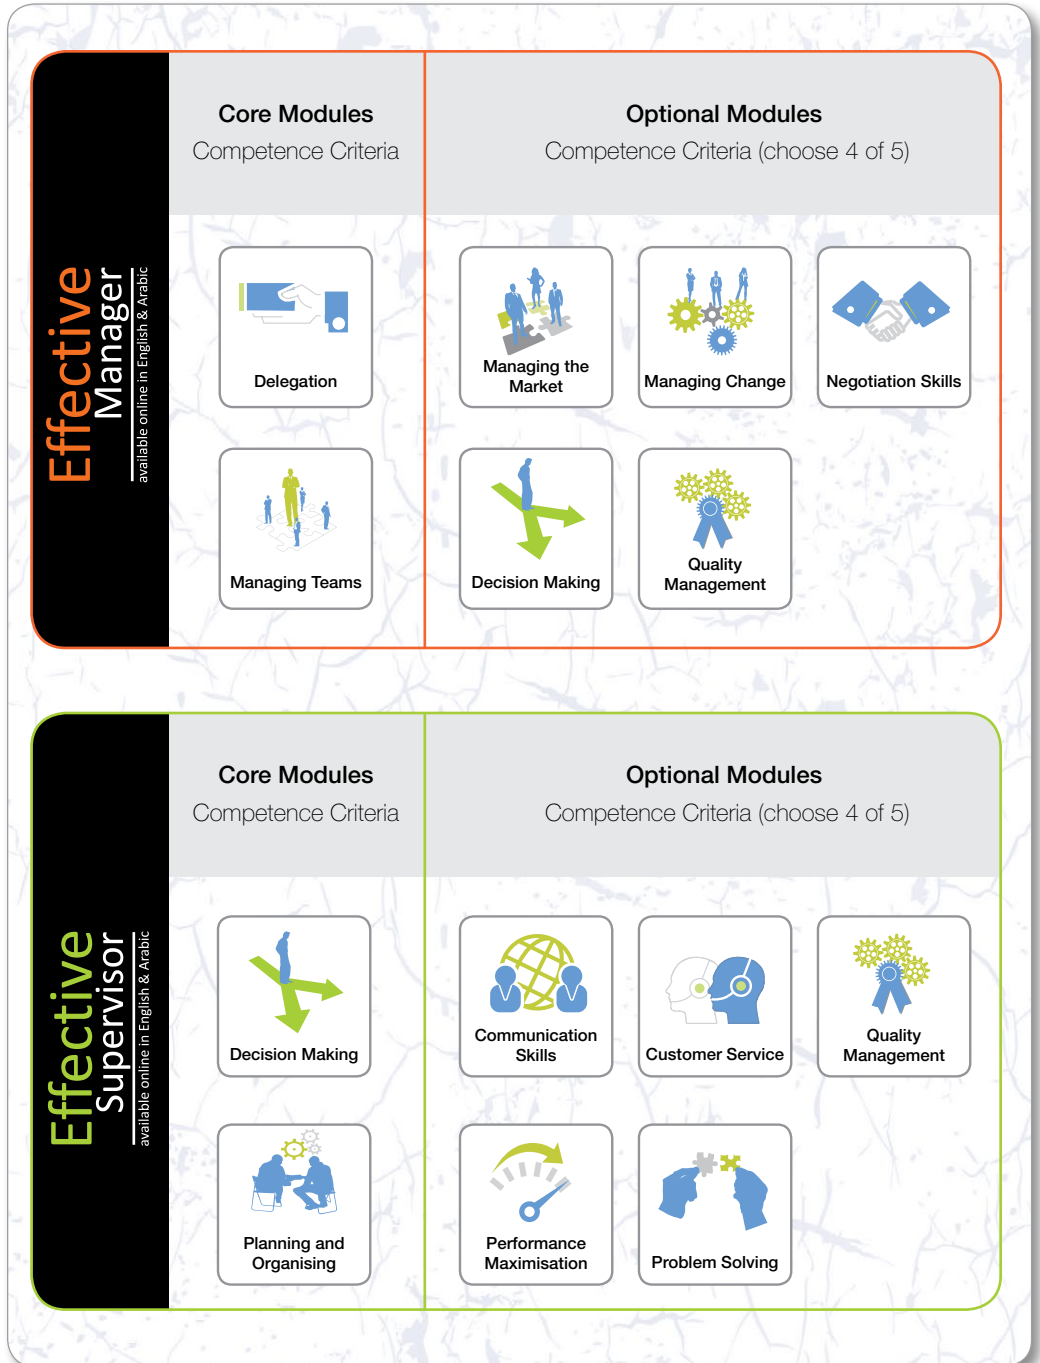 Effective
Manager
available online in English & Arabic
Core Modules
Competence Criteria
Optional Modules
Competence Criteria (choose 4 of 5)
Delegation
Managing the
Market
Managing Change
Negotiation Skills
Managing Teams
Decision Making
Quality
Management
Effective
Supervisor
available online in English & Arabic
Core Modules
Competence Criteria
Optional Modules
Competence Criteria (choose 4 of 5)
Decision Making
Communication
Skills
Customer Service
Quality
Management
Planning and
Organising
Performance
Maximisation
Problem Solving